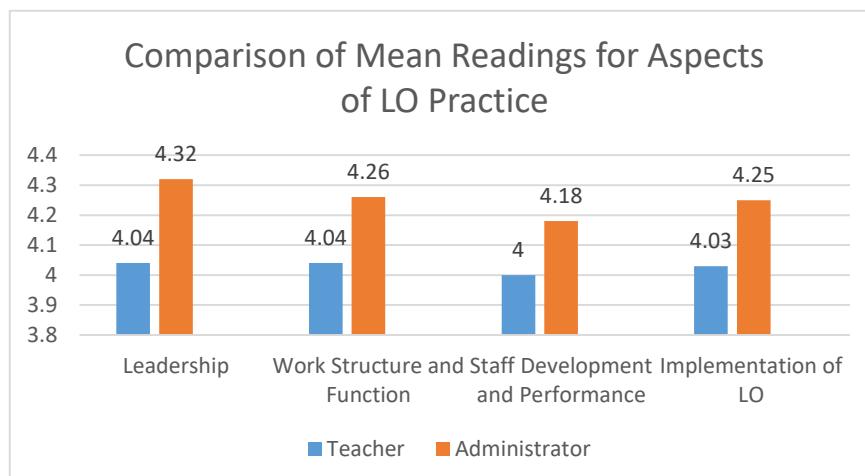 Comparison of Mean Readings for Aspects
of LO Practice
4.4
4.3
4.2
4.1
4
3.9
3.8
4.04
4.32
4.04
4.26
4
4.18
4.03
4.25
Leadership
Work Structure and
Function
Staff Development
and Performance
Implementation of
LO
Teacher
Administrator